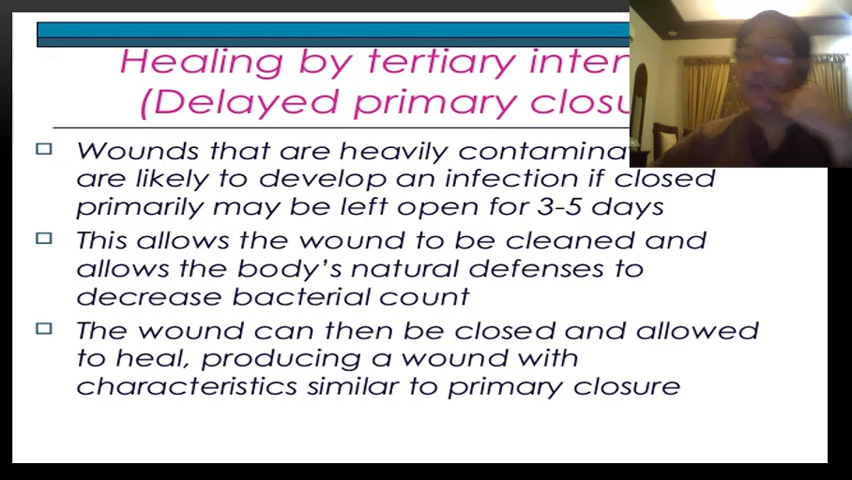 Healing by tertiary
(Delayed primary
Wounds that are heavily
are likely to develop an infection if closed
primarily may be left open for 3-5 days
This allows the wound to be cleaned and
allows the body's natural defenses to
decrease bacterial count
The wound can then be closed and allowed
to heal, producing a wound with
characteristics similar to primary closure